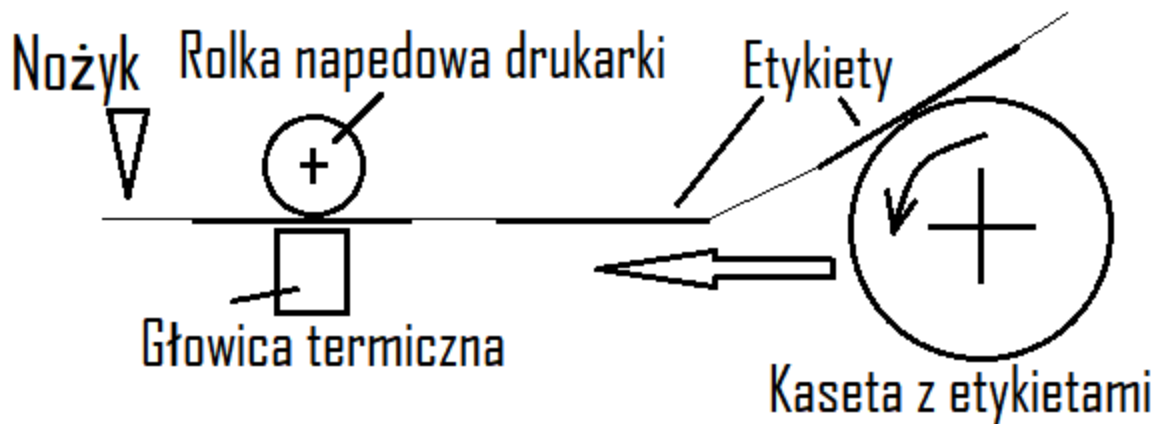 Nożyk
Rolka napedowa drukarki
Etykiety
Głowica termiczna
Kaseta z etykietami